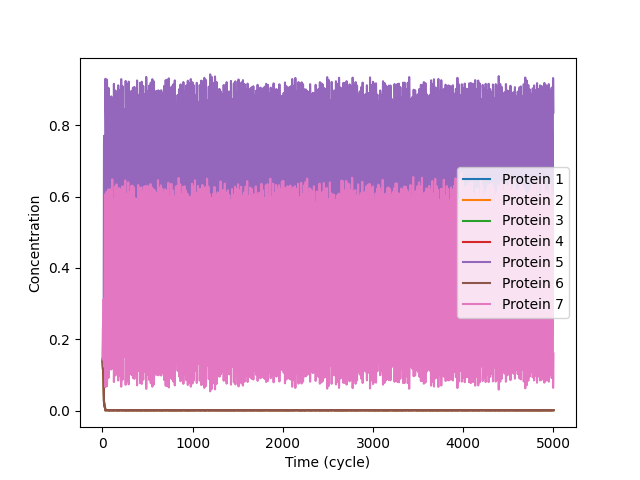 0.8
0.6
0.4
0.2
0.0
Concentration
0
1000
2000
3000
4000
5000
Time (cycle)
Protein 1
Protein 2
Protein 3
Protein 4
Protein 5
Protein 6
Protein 7